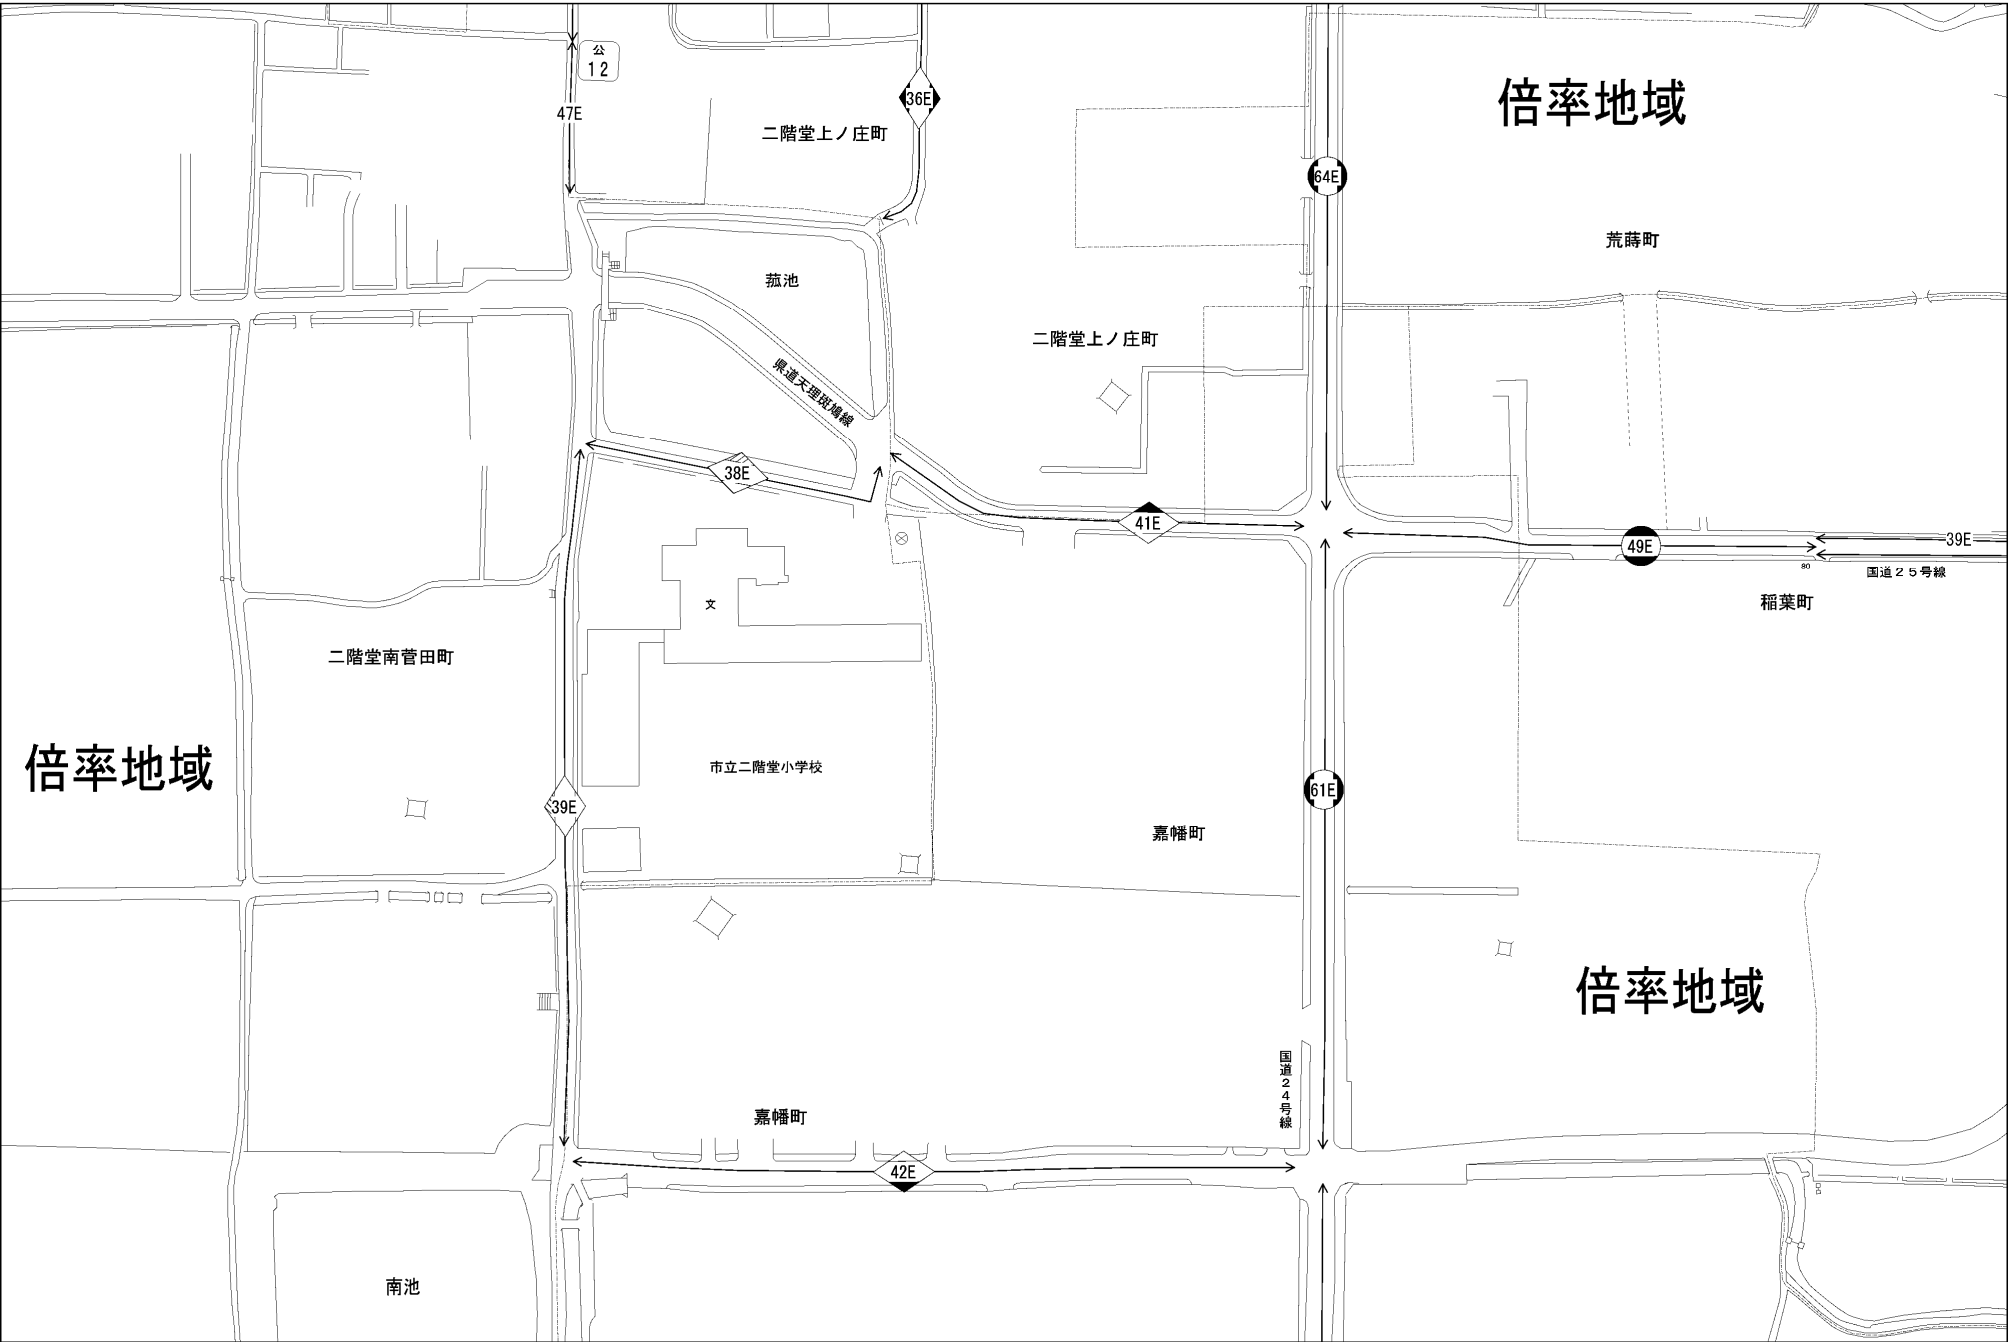 公
12
47E
36E
二階堂上ノ庄町
倍率地域
64E
荒蒔町
菰池
二階堂上ノ庄町
県道天理斑鳩線
38E
41E
49E
39E
80
国道25号線
稲葉町
文
二階堂南菅田町
倍率地域
市立二階堂小学校
39E
61E
嘉幡町
倍率地域
国道24号線
嘉幡町
42E
南池